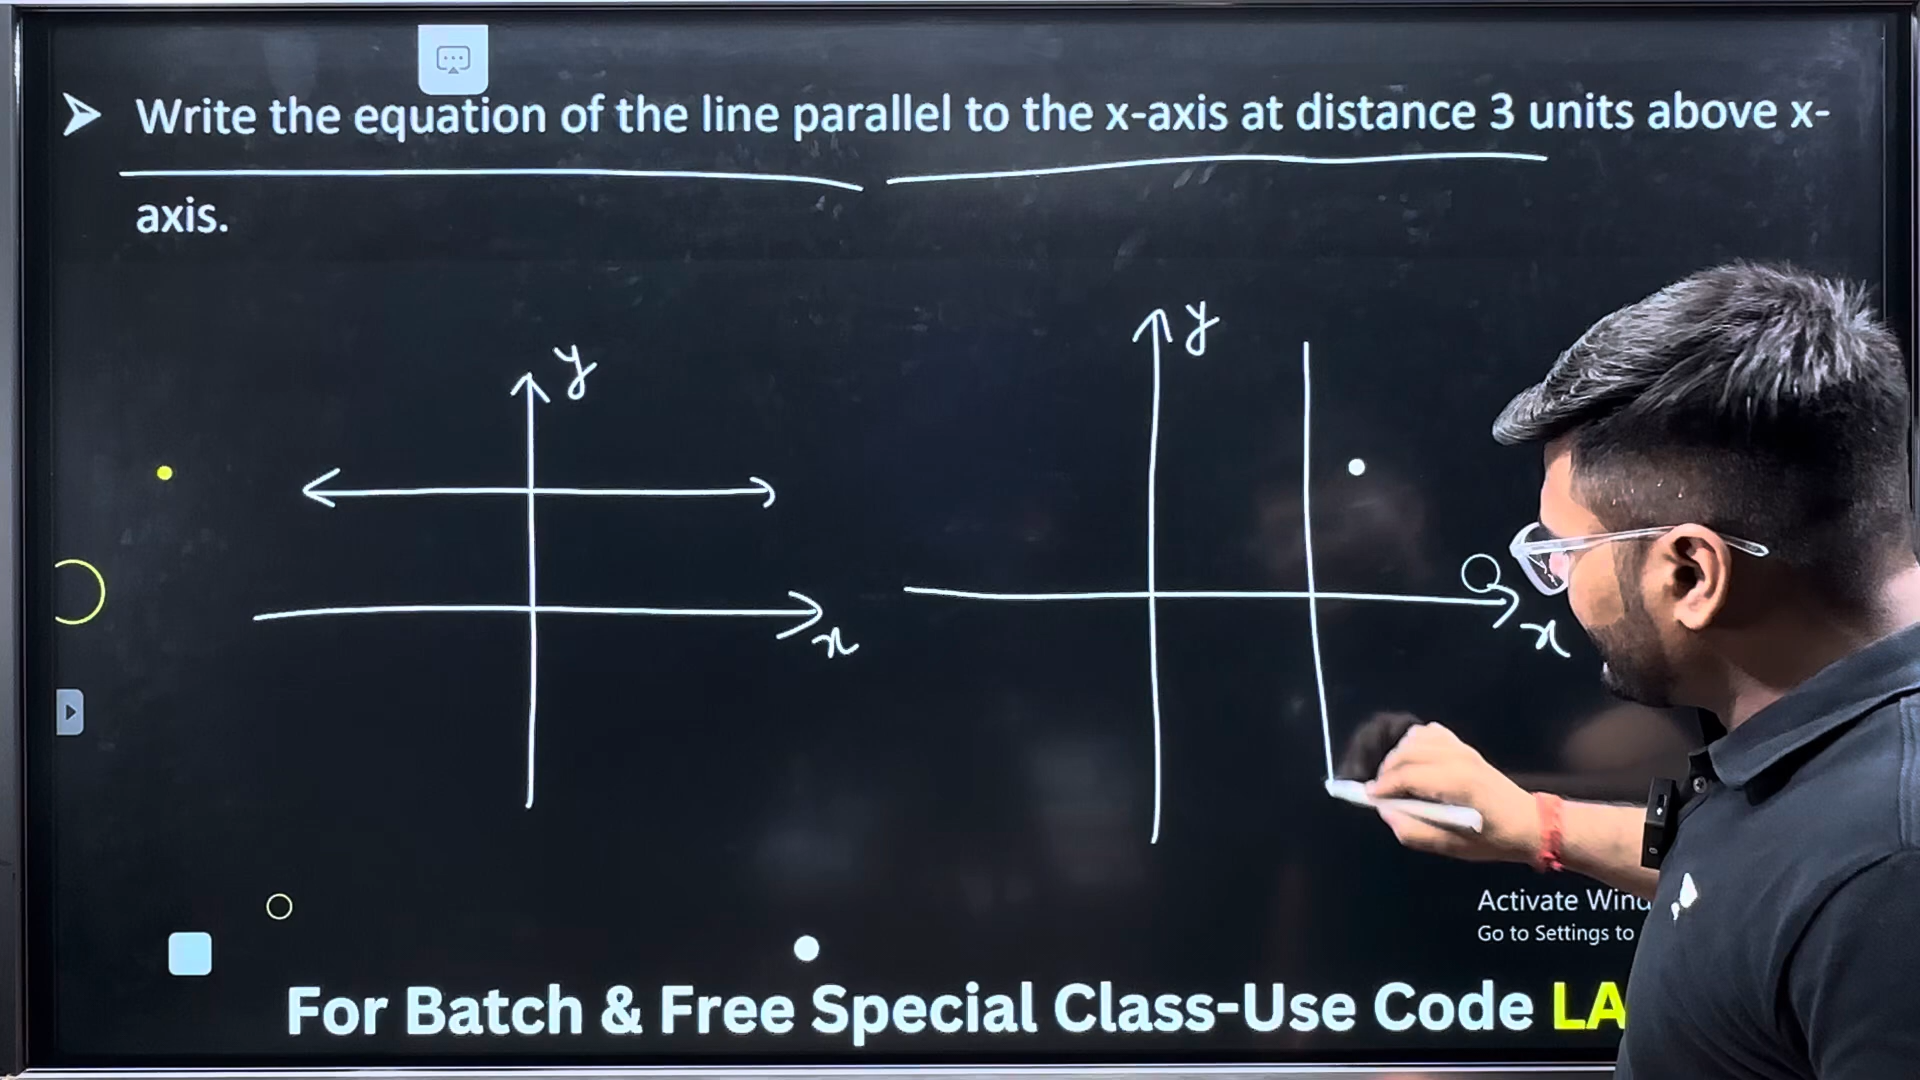 Write the equation of the line parallel to the x-axis at distance 3 units above x-
axis.
y
x
y
x
Activate Wind
Go to Settings to
For Batch & Free Special Class-Use Code LA